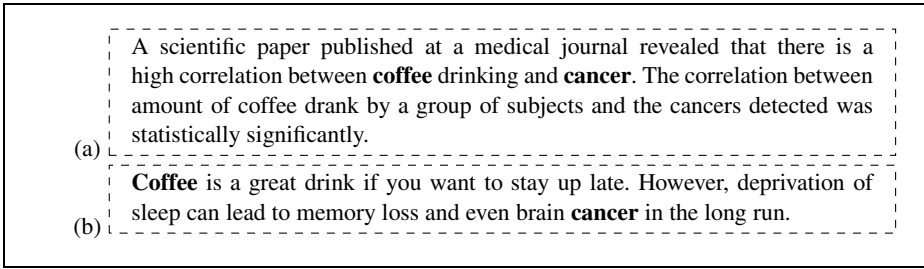 A scientific paper published at a medical journal revealed that there is a
high correlation between coffee drinking and cancer. The correlation between
amount of coffee drank by a group of subjects and the cancers detected was
(a) statistically significantly.
Coffee is a great drink if you want to stay up late. However, deprivation of
(b) sleep can lead to memory loss and even brain cancer in the long run.